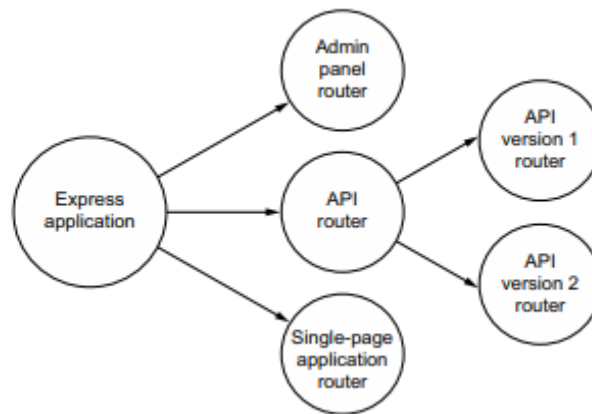 Express
application
Admin
panel
router
API
router
Single-page
application
router
API
version 1
router
API
version 2
router